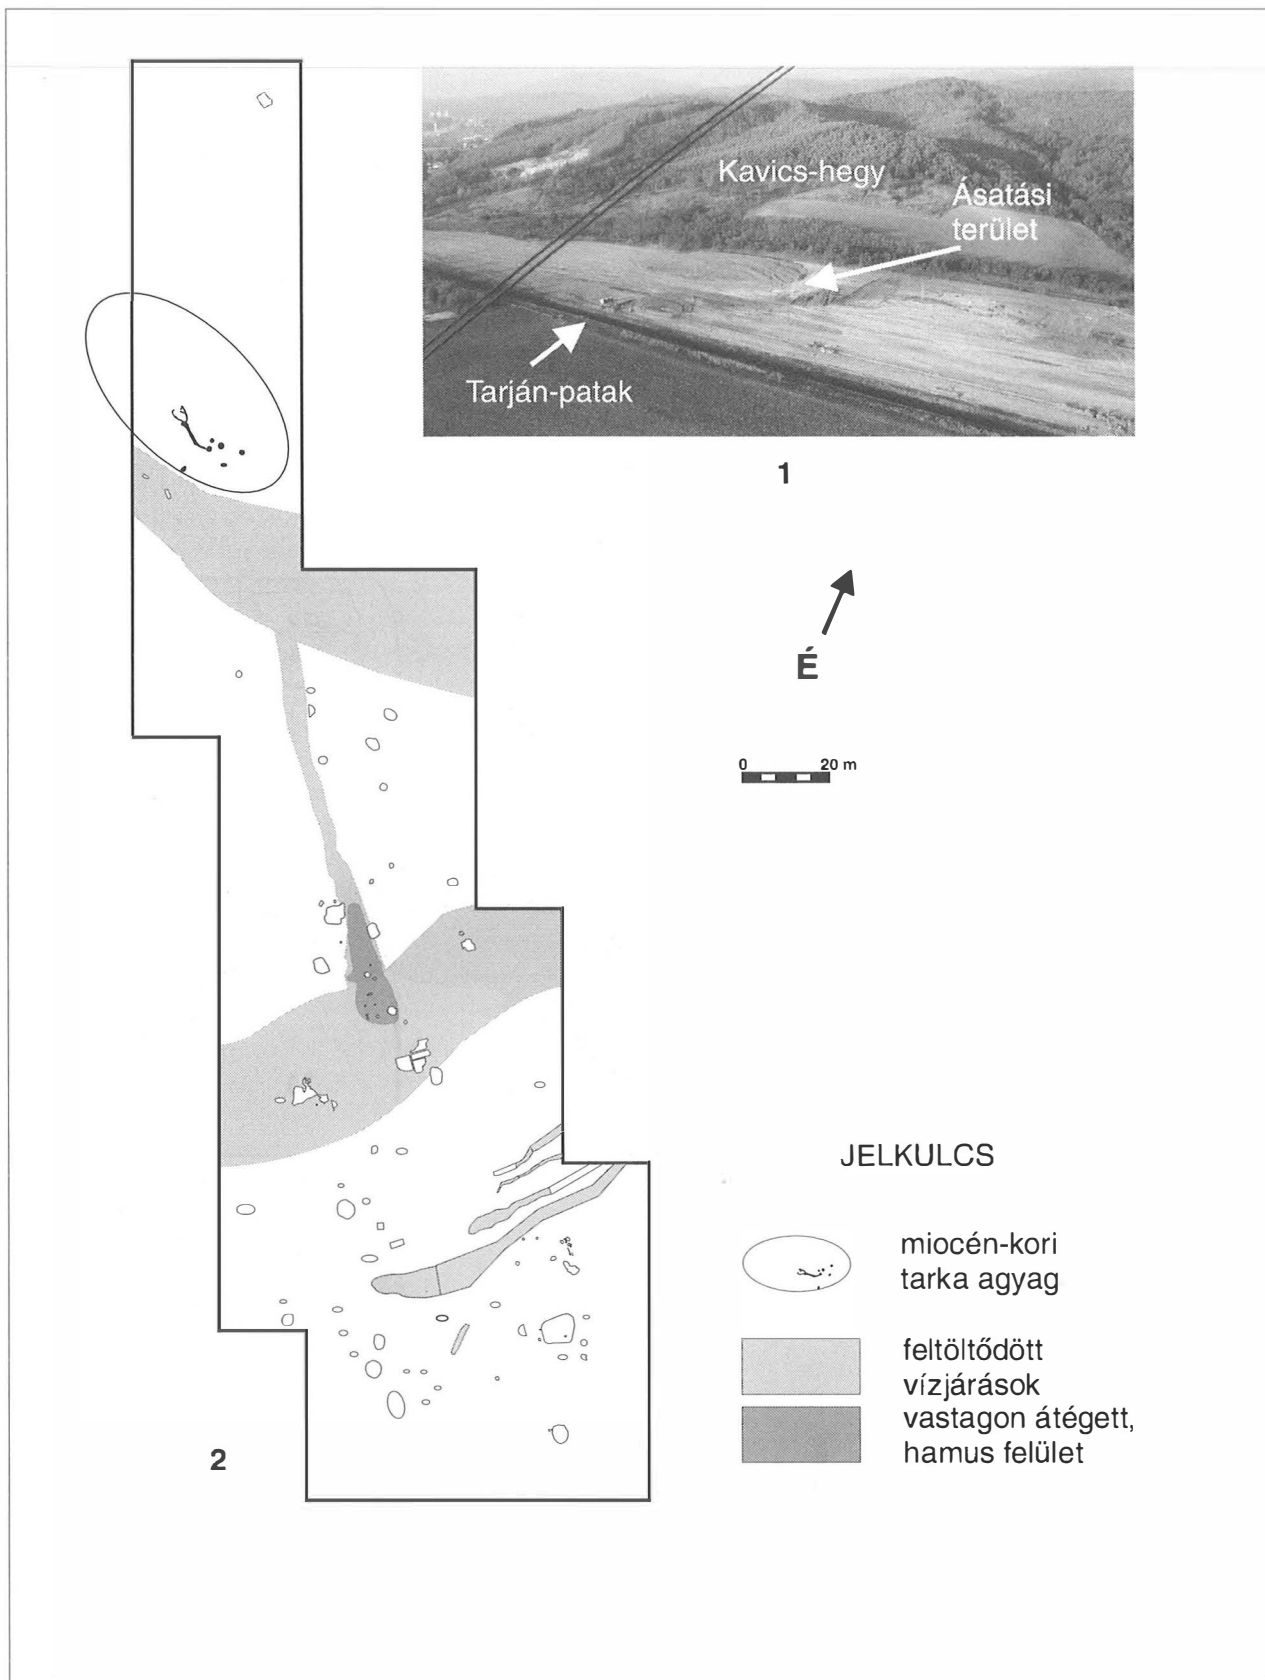 Kavics-hegy
Ásatási
terület
Tarján-patak
1
É
0 20 m
JELKULCS
miocén-kori
tarka agyag
feltöltődött
vízjárások
vastagon átégett,
hamus felület
2